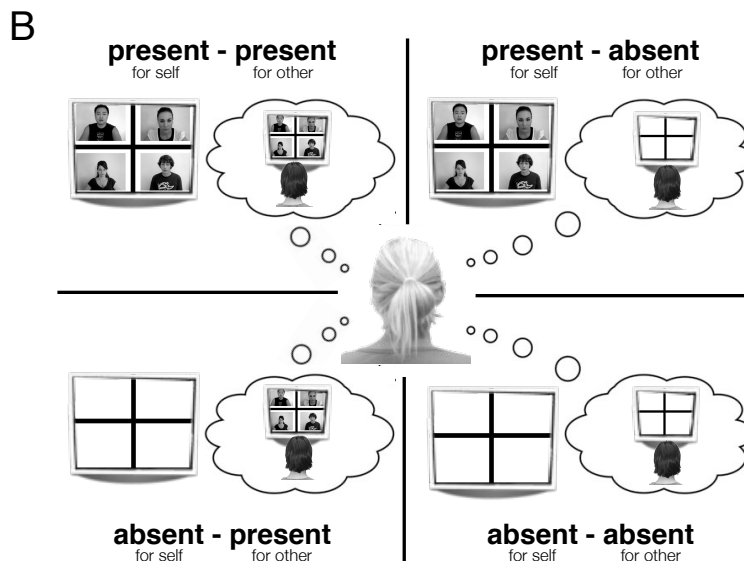 B
present - present
for self for other
present - absent
for self for other
absent - present
for self for other
absent - absent
for self for other